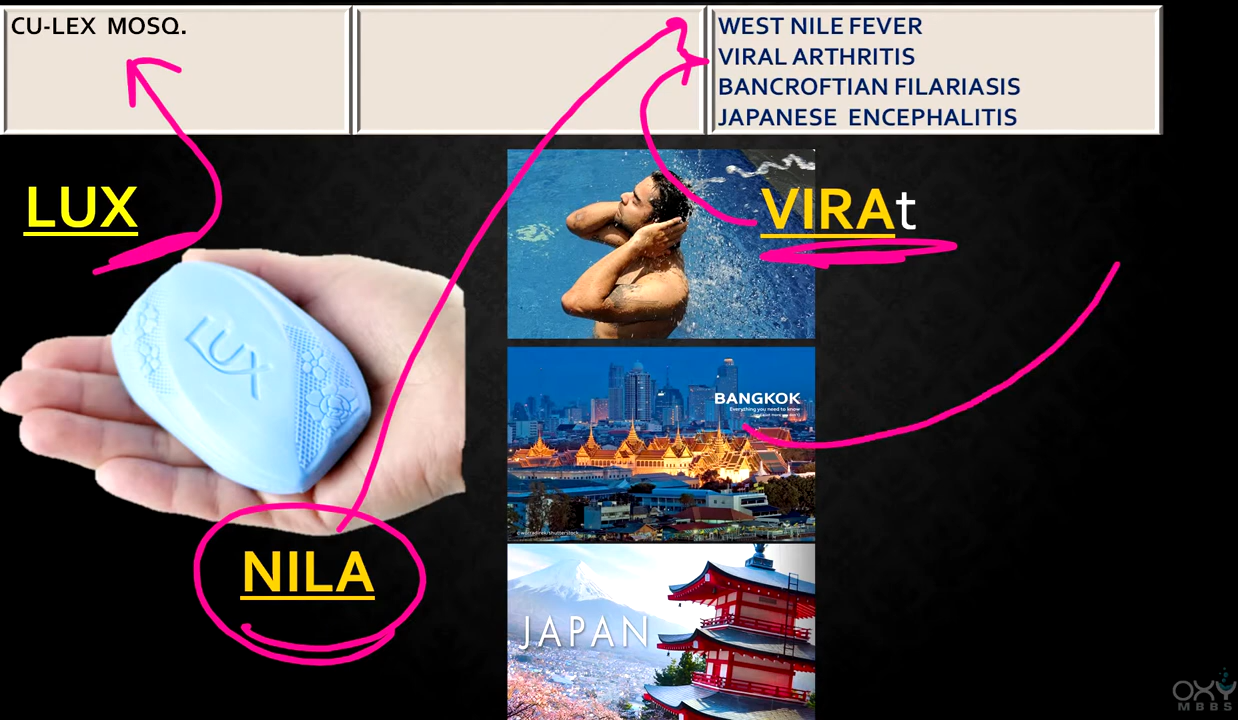 CU-LEX MOSQ.
WEST NILE FEVER
VIRAL ARTHRITIS
BANCROFTIAN FILARIASIS
JAPANESE ENCEPHALITIS
LUX
VIRAt
LUX
BANGKOK
Everything you need to know
NILA
JAPAN
OXY
MBBS